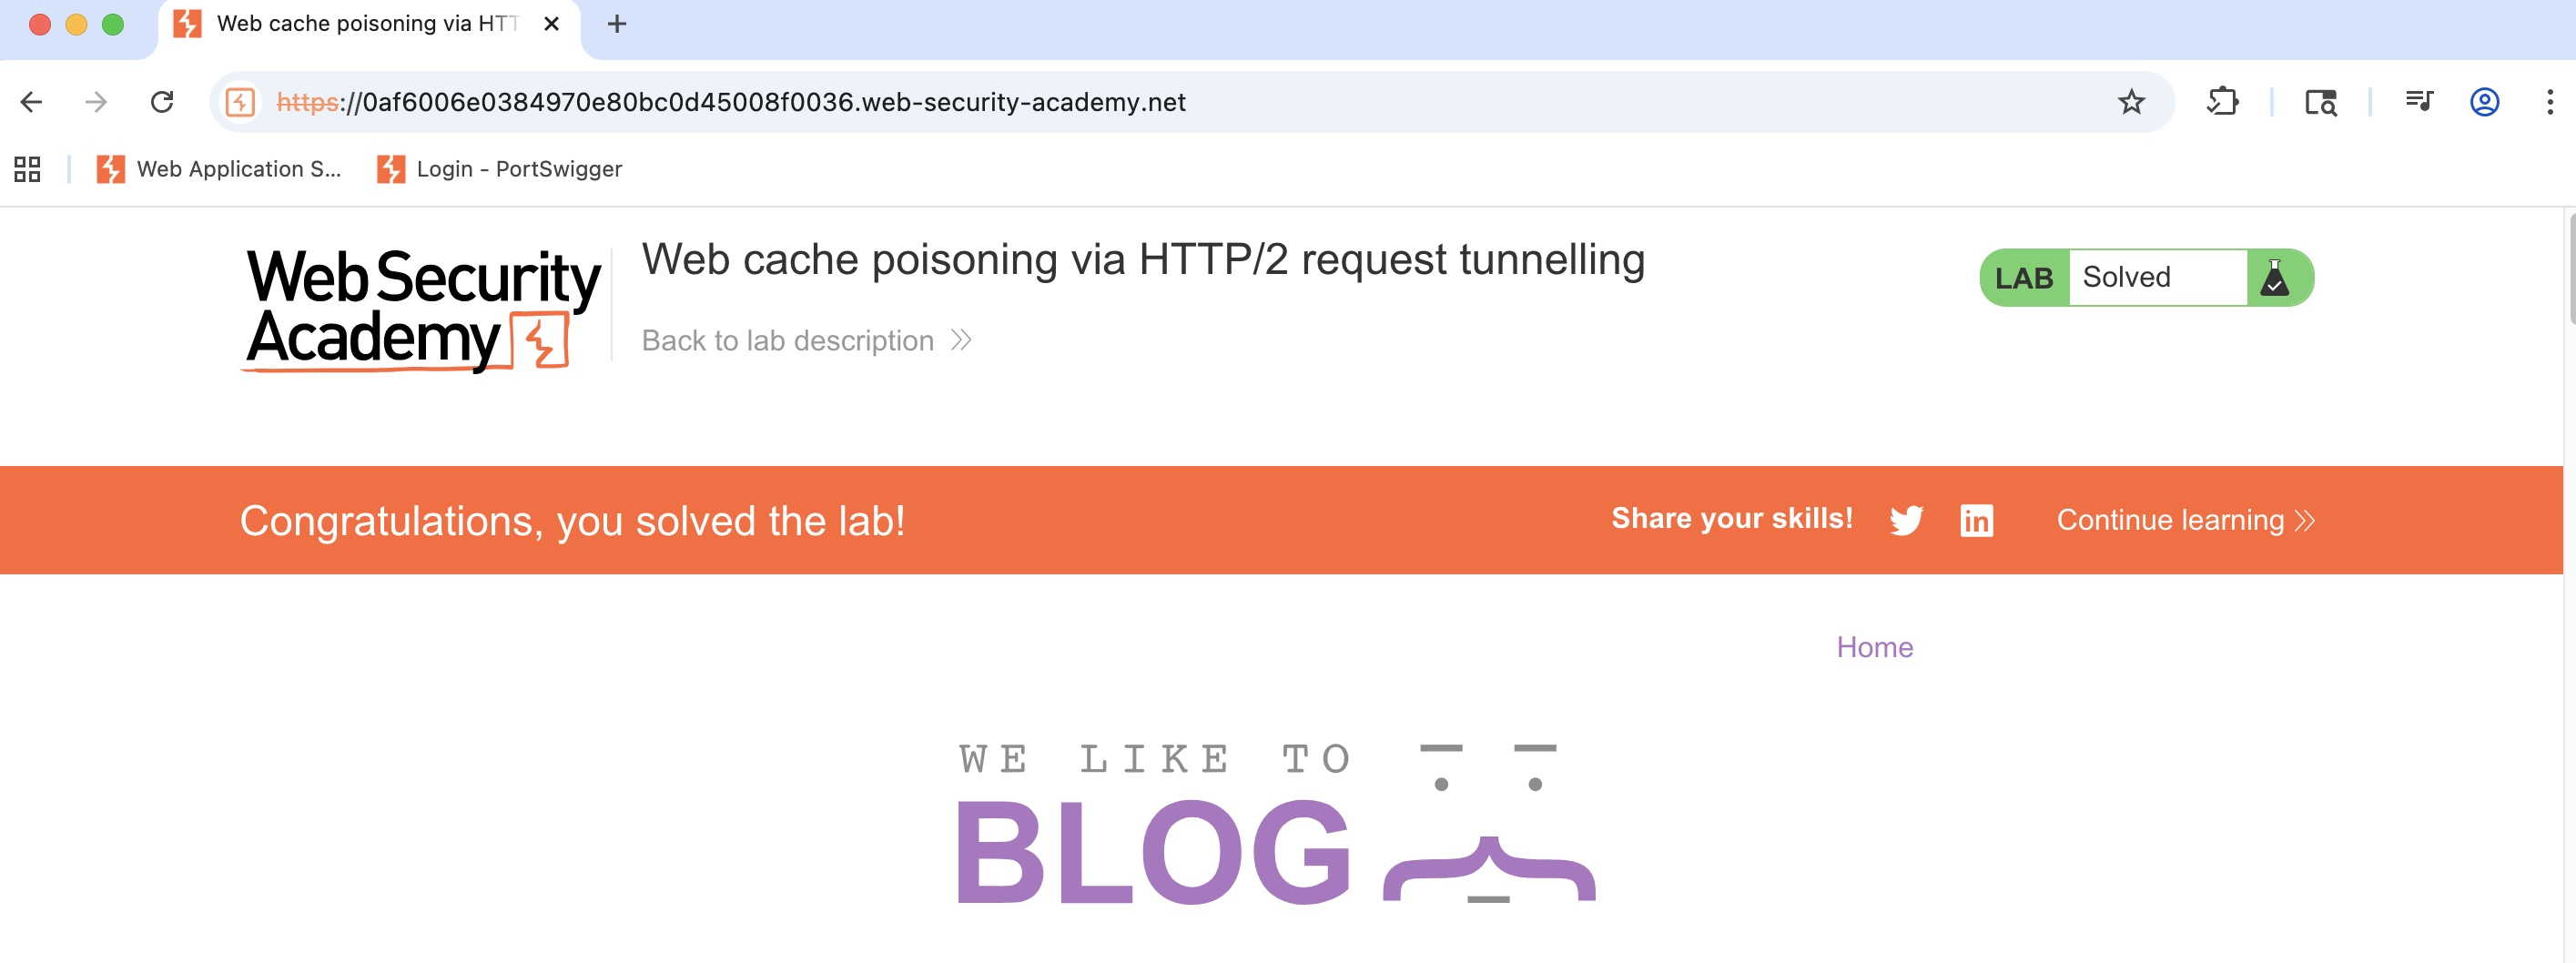 Web cache poisoning via HTT
https://0af6006e0384970e80bc0d45008f0036.web-security-academy.net
Web Application S...
Login - PortSwigger
Web Security
Academy
Web cache poisoning via HTTP/2 request tunnelling
Back to lab description
LAB Solved
Congratulations, you solved the lab!
Share your skills!
Continue learning
Home
WE LIKE TO
BLOG